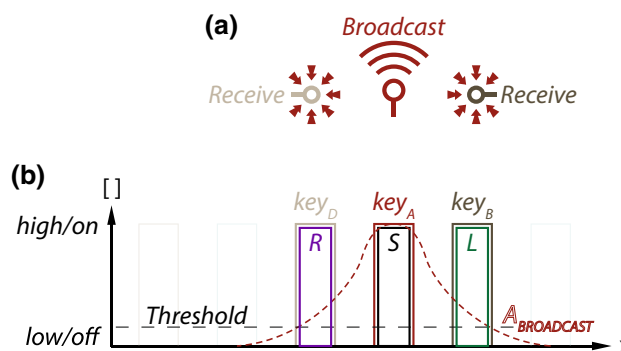 (a)
Broadcast
Receive
Receive
(b)
[ ]
high/on
key_D
key_A
key_B
R
S
L
Threshold
A_BROADCAST
low/off